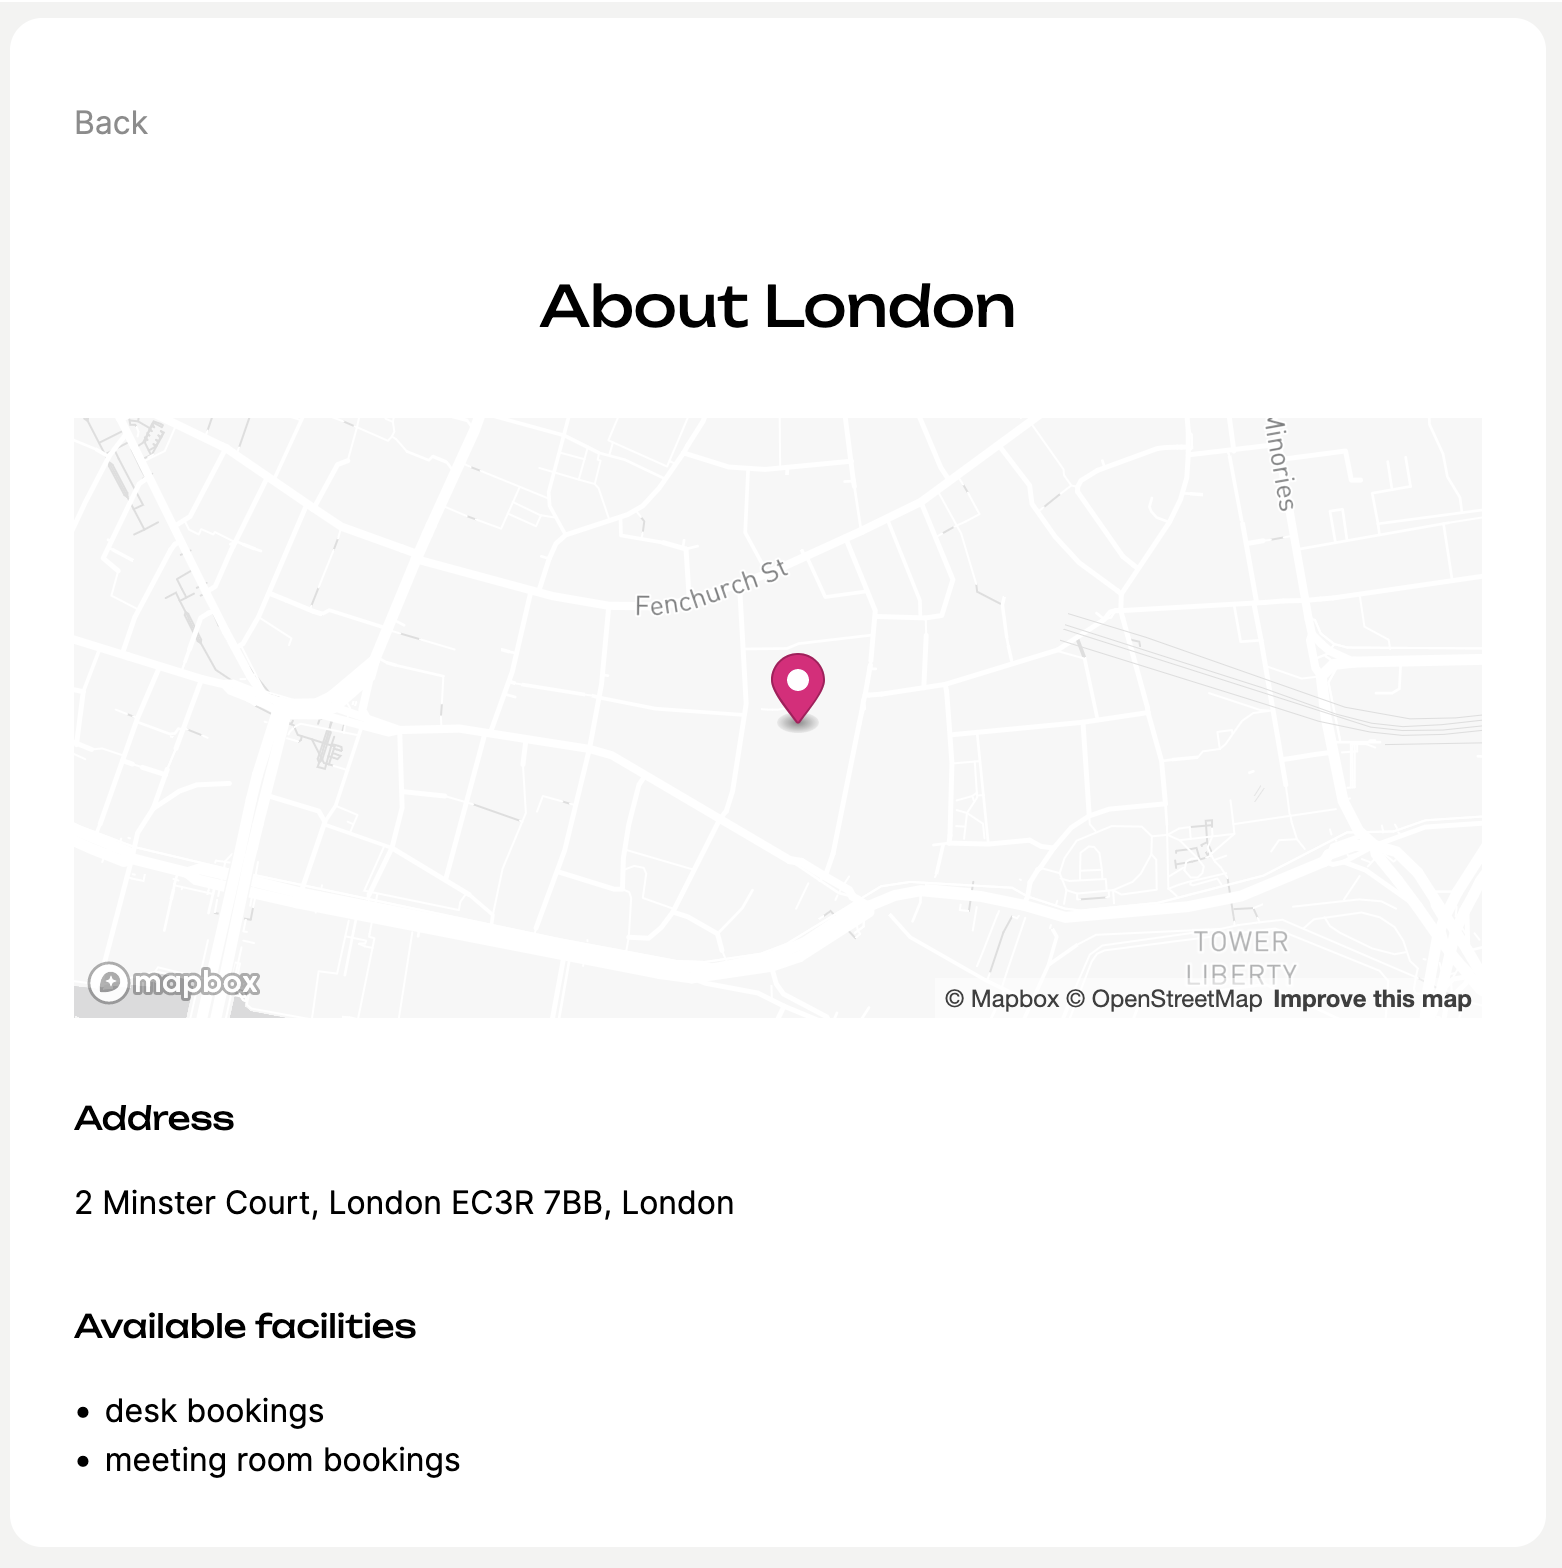 Back
About London
Minories
Fenchurch St
TOWER
LIBERTY
mapbox
© Mapbox © OpenStreetMap Improve this map
Address
2 Minster Court, London EC3R 7BB, London
Available facilities
• desk bookings
• meeting room bookings